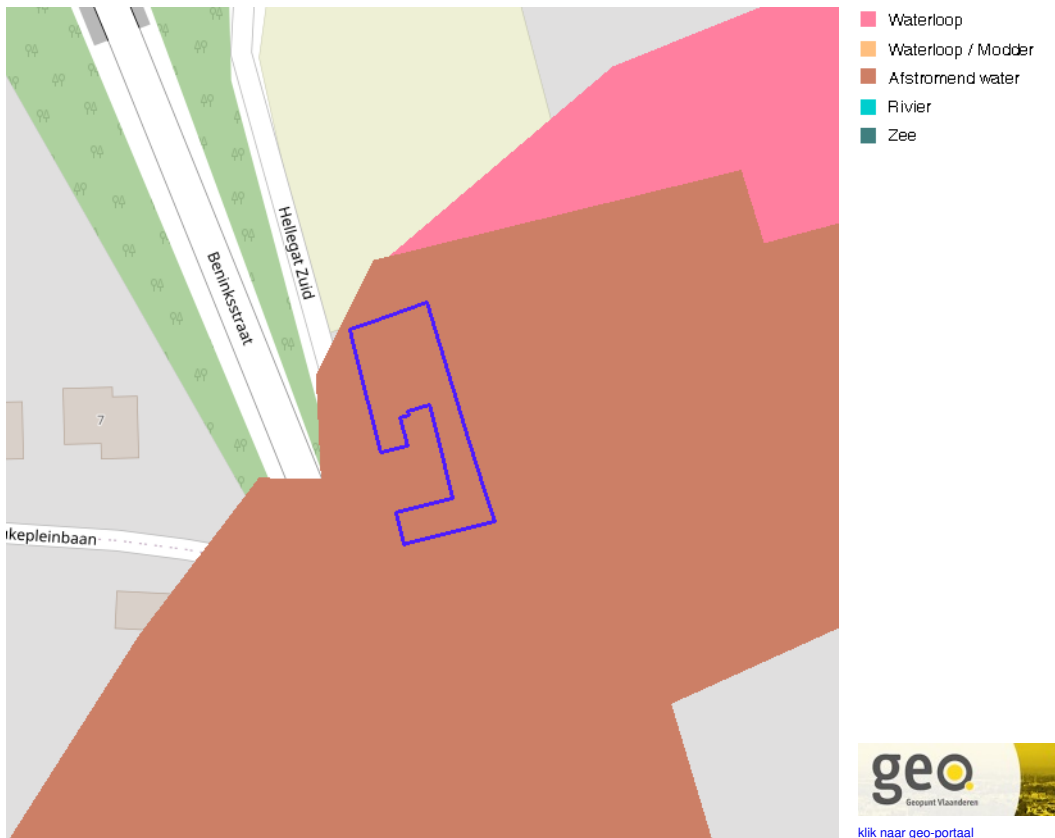 Waterloop
Waterloop / Modder
Afstromend water
Rivier
Zee
Hellegat Zuid
Beninksstraat
7
ukepleinbaan
geo.
Geopunt Vlaanderen
klik naar geo-portaal